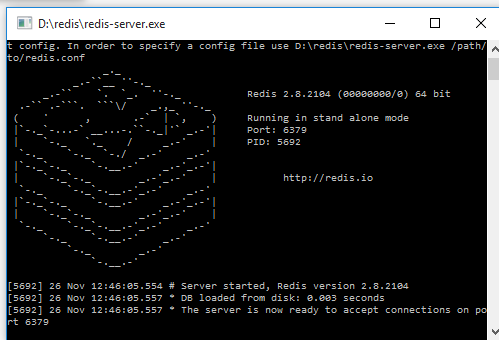 D:\redis\redis-server.exe
t config. In order to specify a config file use D:\redis\redis-server.exe /path/
to/redis.conf
Redis 2.8.2104 (00000000/0) 64 bit
Running in stand alone mode
Port: 6379
PID: 5692
http://redis.io
[5692] 26 Nov 12:46:05.554 # Server started, Redis version 2.8.2104
[5692] 26 Nov 12:46:05.557 * DB loaded from disk: 0.003 seconds
[5692] 26 Nov 12:46:05.557 * The server is now ready to accept connections on po
rt 6379